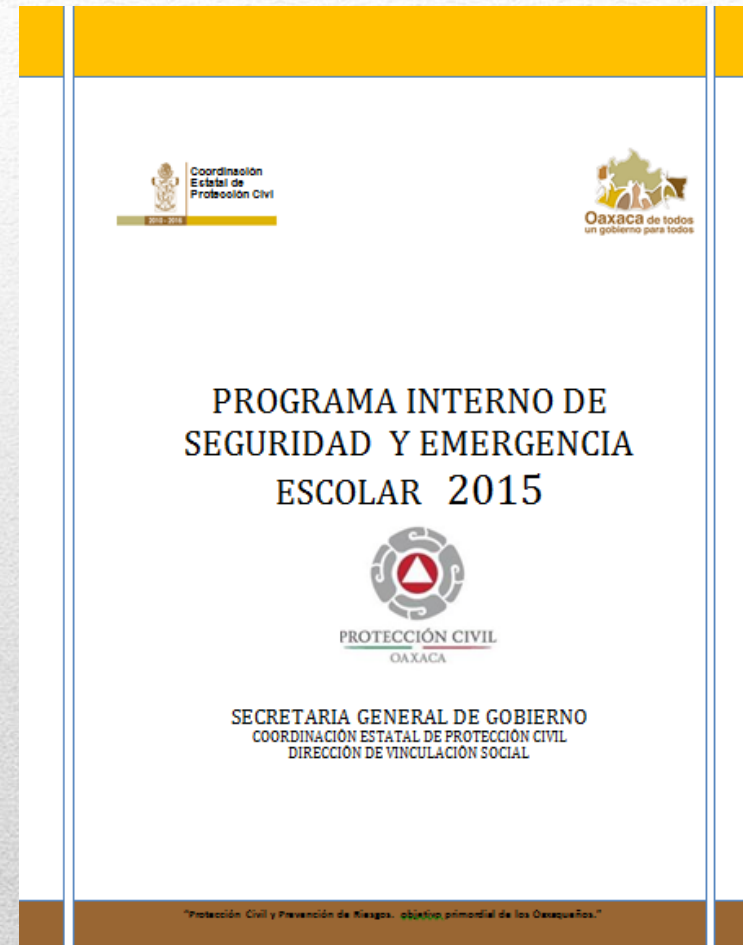 Coordinación
Estatal de
Protección Civil
2010 - 2016
Oaxaca de todos
un gobierno para todos
PROGRAMA INTERNO DE
SEGURIDAD Y EMERGENCIA
ESCOLAR 2015
PROTECCIÓN CIVIL
OAXACA
SECRETARIA GENERAL DE GOBIERNO
COORDINACIÓN ESTATAL DE PROTECCIÓN CIVIL
DIRECCIÓN DE VINCULACIÓN SOCIAL
"Protección Civil y Prevención de Riesgos. objetivo primordial de los Oaxaqueños."